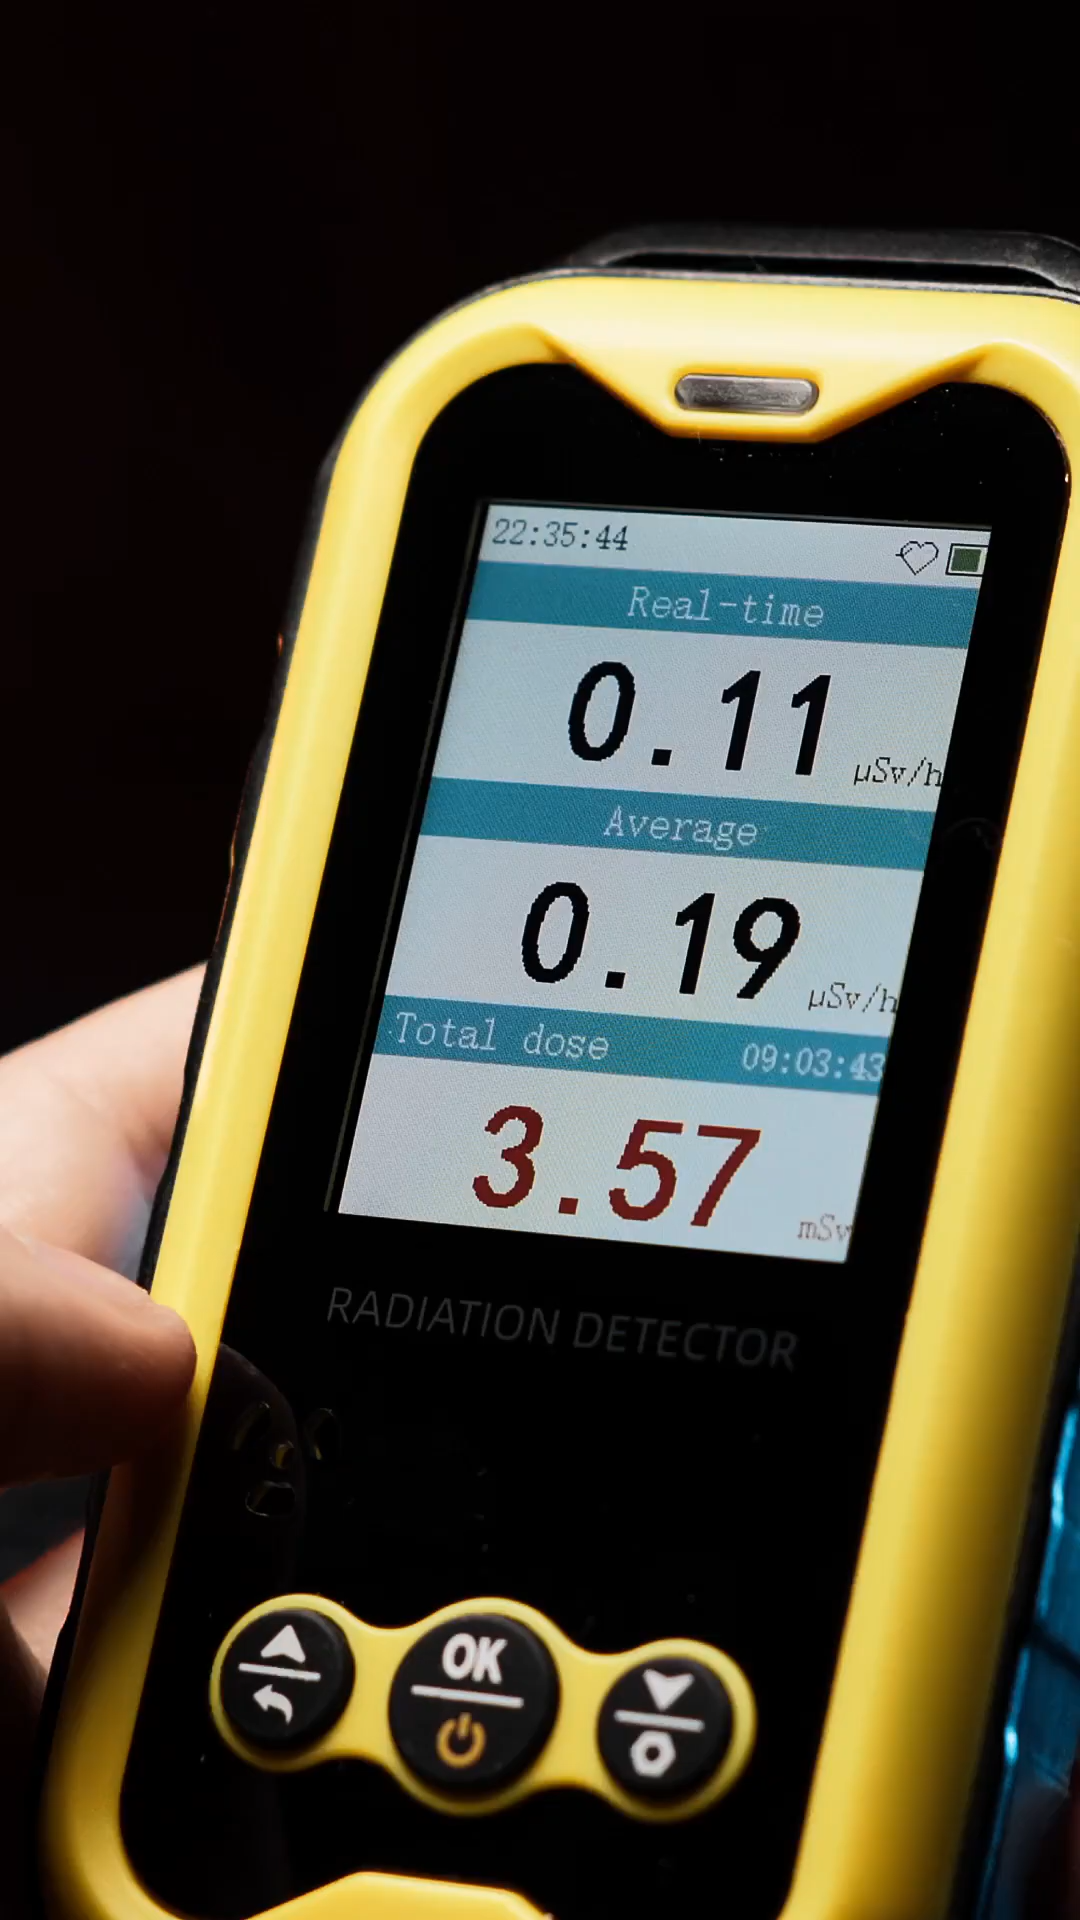 22:35:44
Real-time
0.11 μSv/h
Average
0.19 μSv/h
Total dose 09:03:43
3.57 mSv
RADIATION DETECTOR
OK